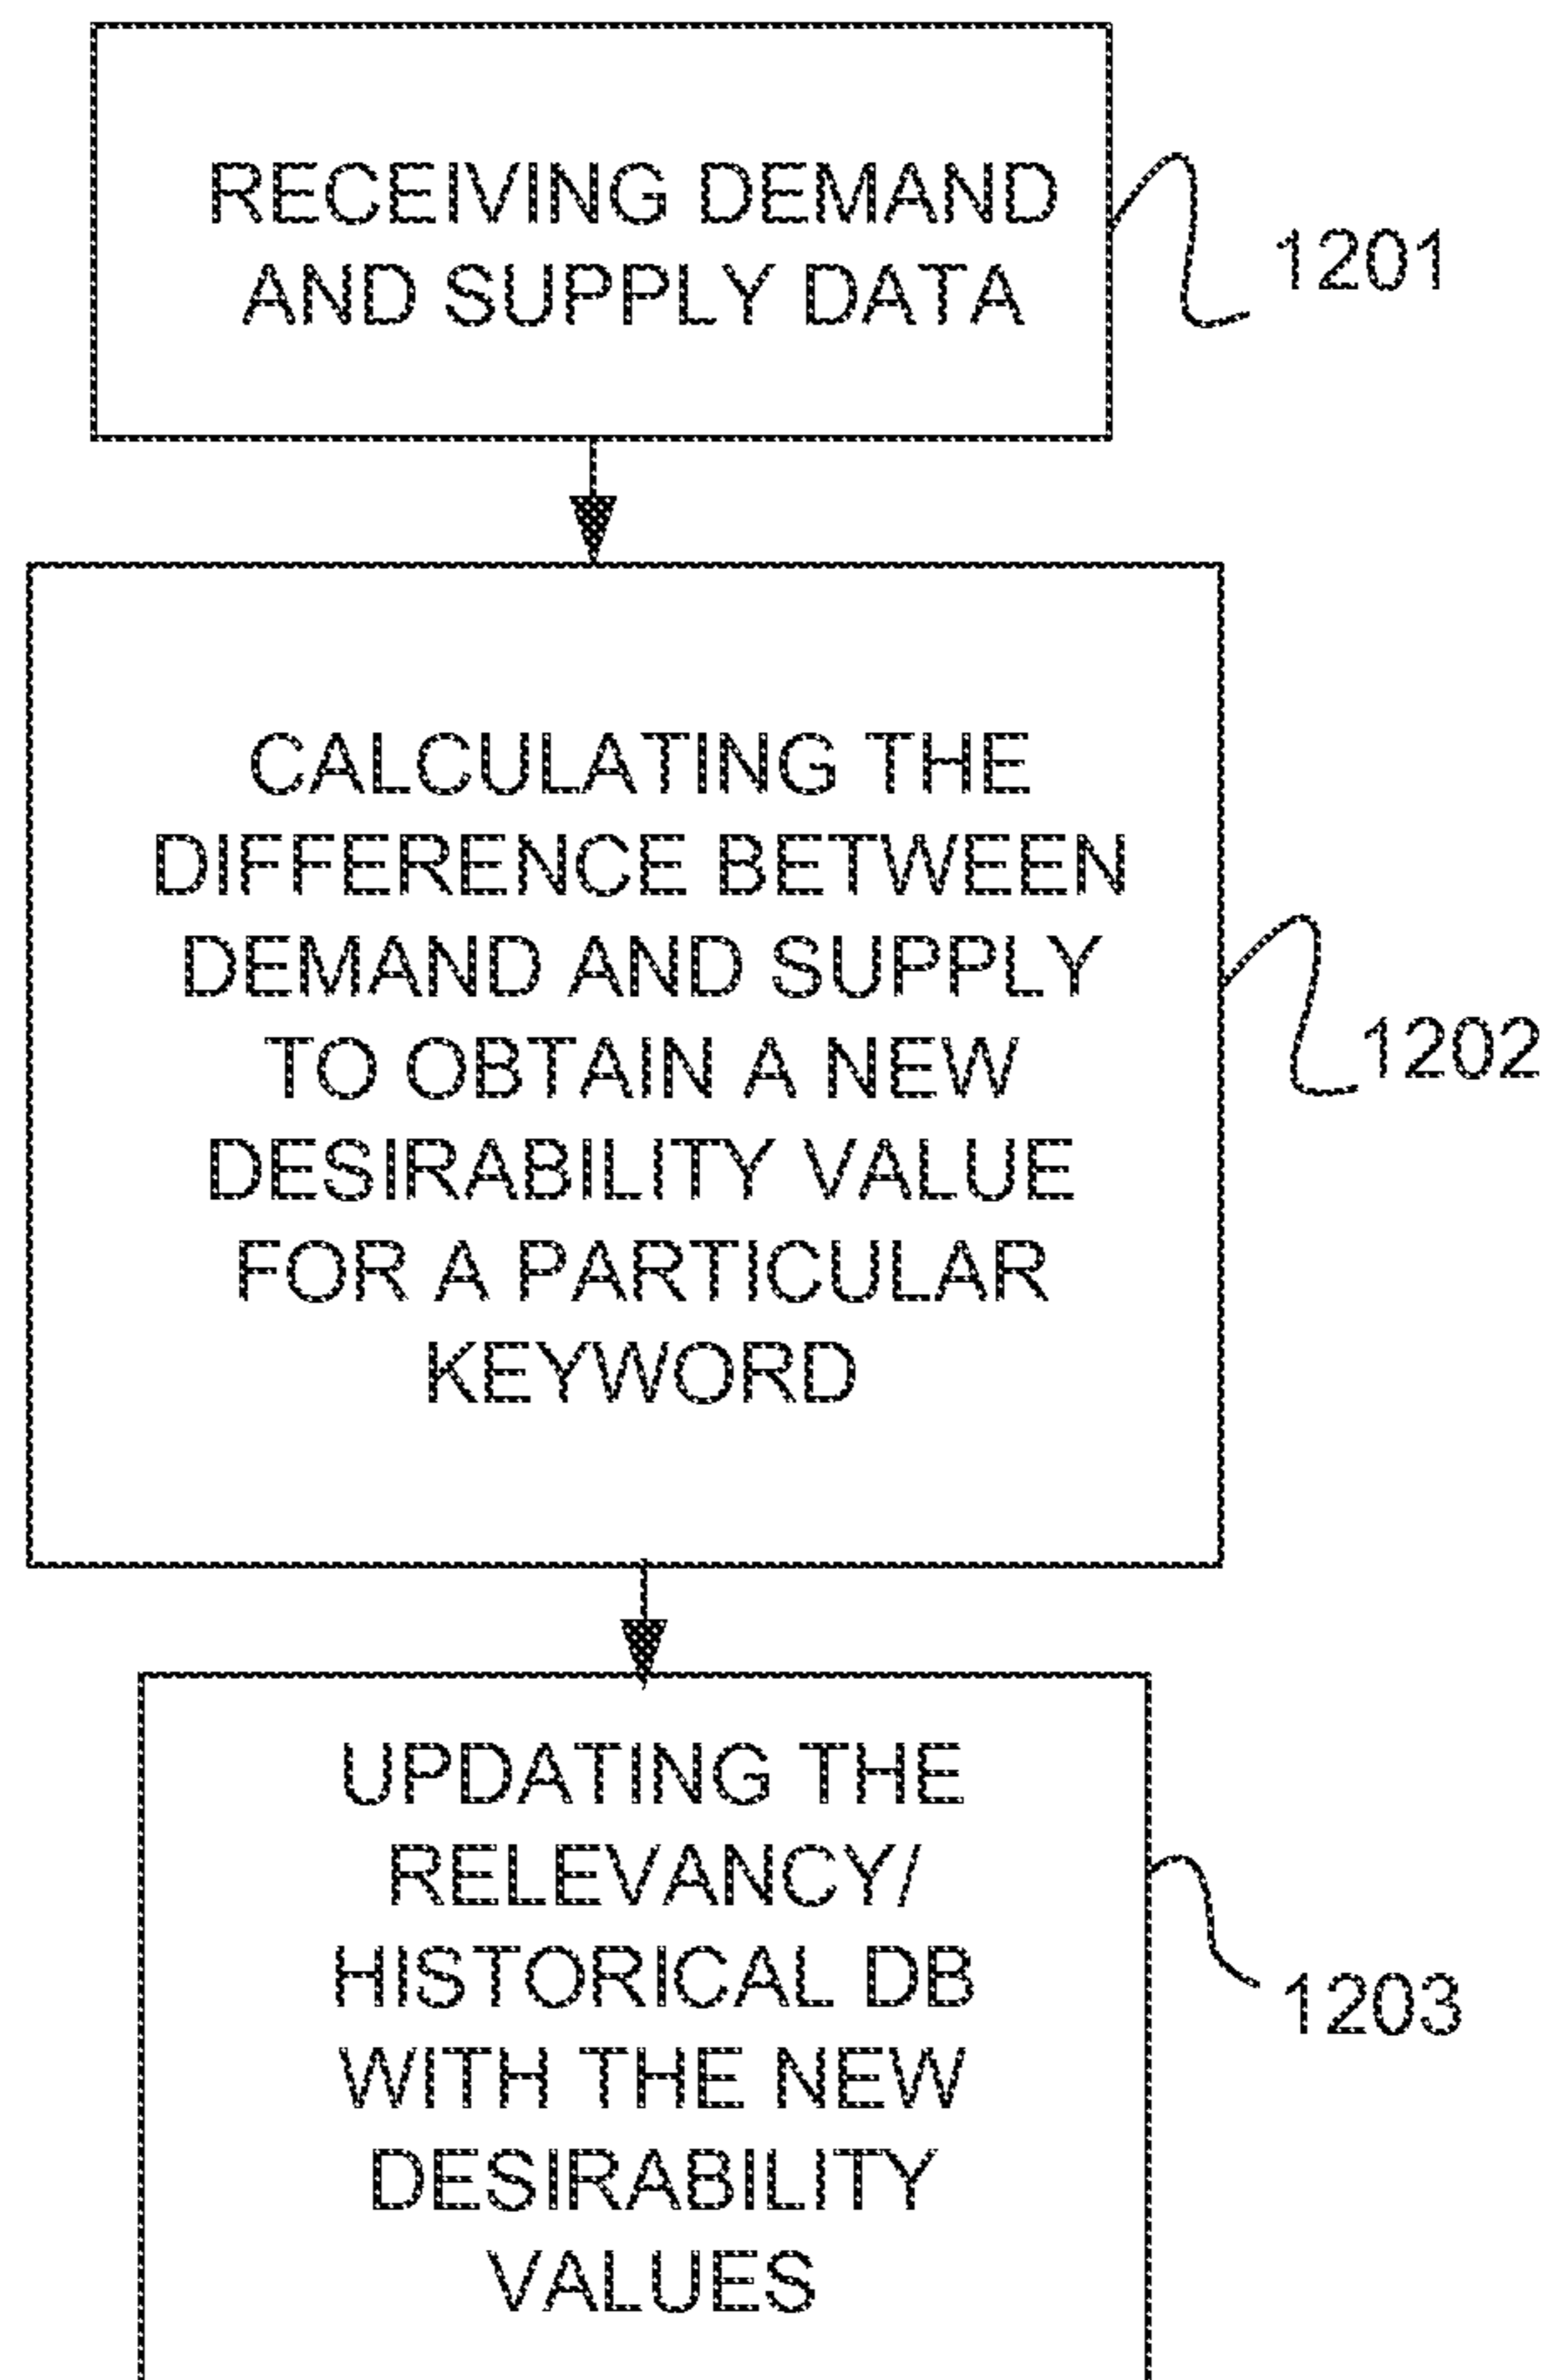 RECEIVING DEMAND
AND SUPPLY DATA
1201
CALCULATING THE
DIFFERENCE BETWEEN
DEMAND AND SUPPLY
TO OBTAIN A NEW
DESIRABILITY VALUE
FOR A PARTICULAR
KEYWORD
1202
UPDATING THE
RELEVANCY/
HISTORICAL DB
WITH THE NEW
DESIRABILITY
VALUES
1203